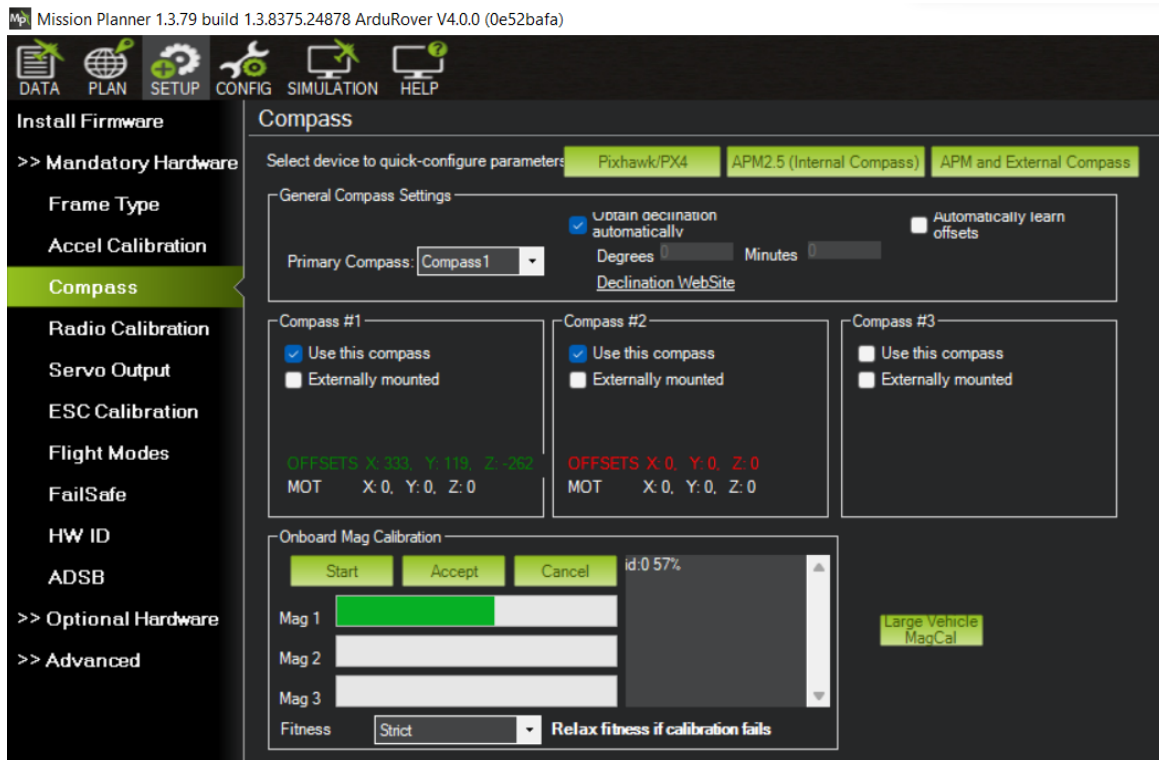 Mission Planner 1.3.79 build 1.3.8375.24878 ArduRover V4.0.0 (0e52bafa)
DATA PLAN SETUP CONFIG SIMULATION HELP
Install Firmware
>> Mandatory Hardware
Frame Type
Accel Calibration
Compass
Radio Calibration
Servo Output
ESC Calibration
Flight Modes
FailSafe
HW ID
ADSB
>> Optional Hardware
>> Advanced
Compass
Select device to quick-configure parameters Pixhawk/PX4 APM2.5 (Internal Compass) APM and External Compass
General Compass Settings
Primary Compass: Compass1
Obtain declination
automatically
Degrees 0 Minutes 0
Declination WebSite
Automatically learn
offsets
Compass #1
Use this compass
Externally mounted
OFFSETS X: 333, Y: 119, Z: -262
MOT X: 0, Y: 0, Z: 0
Compass #2
Use this compass
Externally mounted
OFFSETS X: 0, Y: 0, Z: 0
MOT X: 0, Y: 0, Z: 0
Compass #3
Use this compass
Externally mounted
Onboard Mag Calibration
Start Accept Cancel
id:0 57%
Mag 1
Mag 2
Mag 3
Fitness Strict Relax fitness if calibration fails
Large Vehicle
MagCal